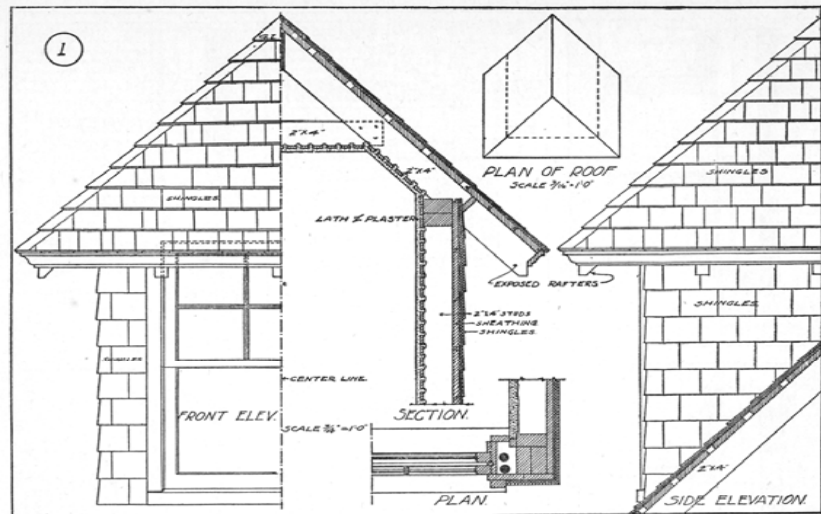 1
SHINGLES
2"X4"
2"X4"
LATH & PLASTER
PLAN OF ROOF
SCALE 3/16"=1'0"
SHINGLES
EXPOSED RAFTERS
SHINGLES
2"X4" STUDS
SHEATHING
SHINGLES
SHINGLES
CENTER LINE
FRONT ELEV.
SECTION.
SCALE 3/4"=1'0"
PLAN.
2"X4"
SIDE ELEVATION.